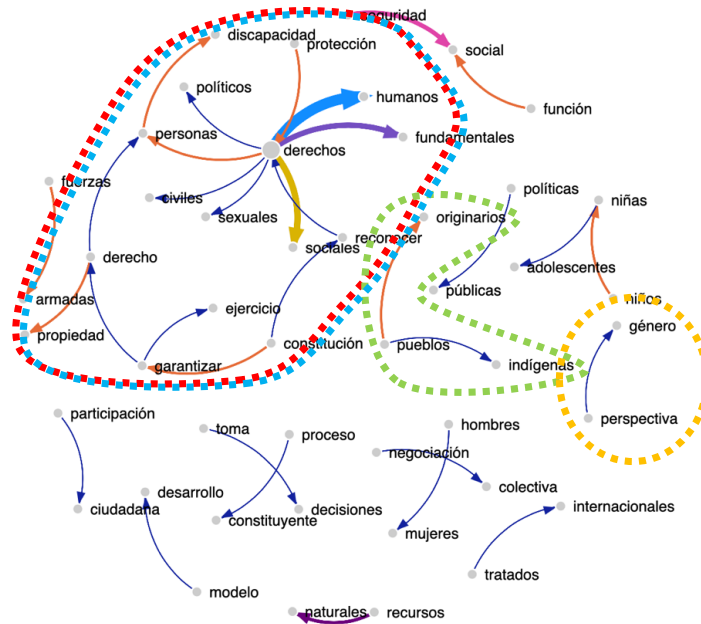 seguridad
discapacidad
protección
social
políticos
humanos
función
personas
fundamentales
derechos
fuerzas
políticas
civiles
niñas
sexuales
originarios
reconocer
sociales
derecho
adolescentes
públicas
armadas
niños
ejercicio
género
propiedad
constitución
pueblos
garantizar
indígenas
participación
perspectiva
hombres
toma
proceso
negociación
desarrollo
colectiva
ciudadana
decisiones
internacionales
constituyente
mujeres
tratados
modelo
naturales
recursos